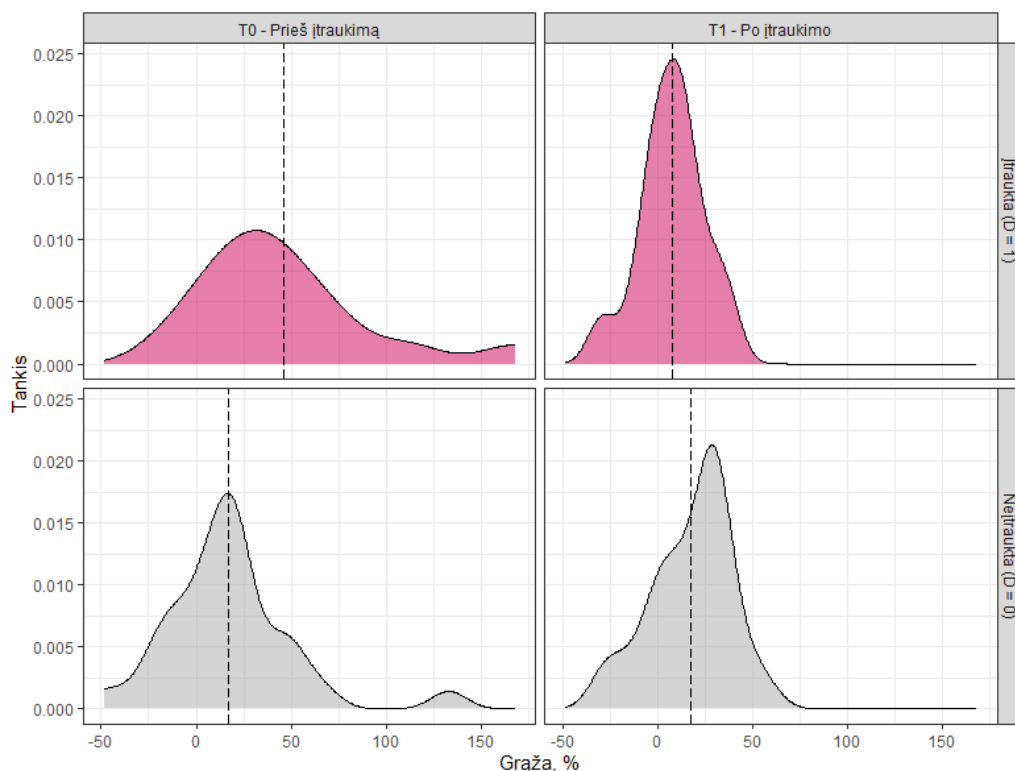 T0 - Prieš įtraukimą
T1 - Po įtraukimo
0.025
0.020
0.015
0.010
0.005
0.000
Įtraukta (D = 1)
Tankis
0.025
0.020
0.015
0.010
0.005
0.000
Neįtraukta (D = 0)
-50 0 50 100 150
-50 0 50 100 150
Grąža, %